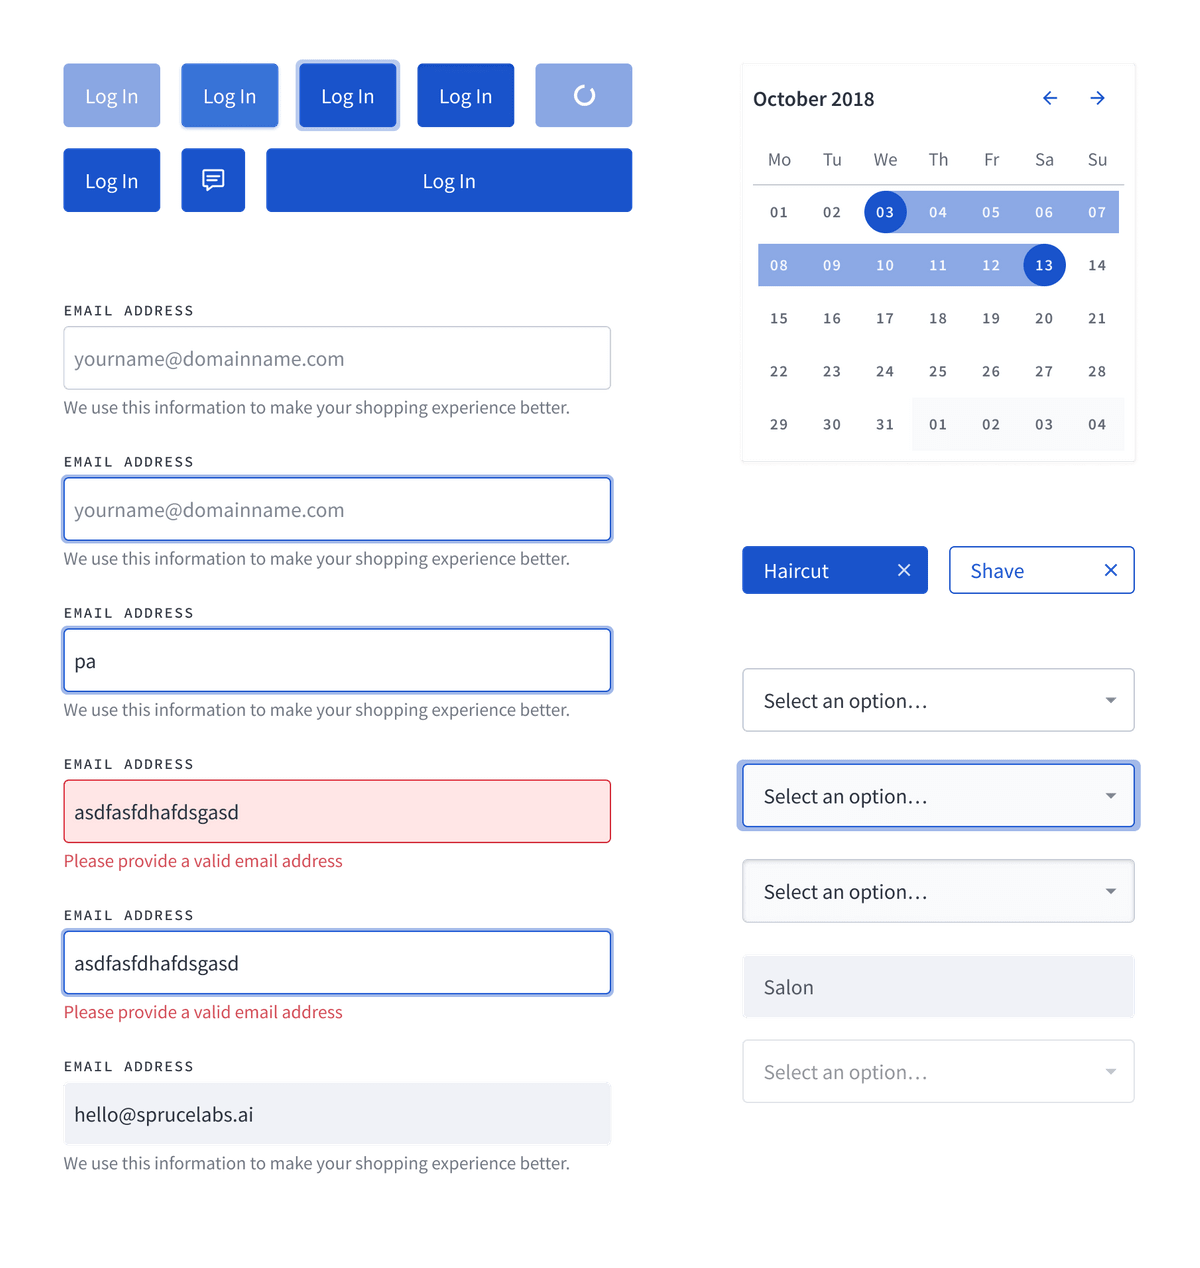 Log In Log In Log In Log In
Log In Log In
EMAIL ADDRESS
yourname@domainname.com
We use this information to make your shopping experience better.
EMAIL ADDRESS
yourname@domainname.com
We use this information to make your shopping experience better.
EMAIL ADDRESS
pa
We use this information to make your shopping experience better.
EMAIL ADDRESS
asdfasfdhafdsgasd
Please provide a valid email address
EMAIL ADDRESS
asdfasfdhafdsgasd
Please provide a valid email address
EMAIL ADDRESS
hello@sprucelabs.ai
We use this information to make your shopping experience better.
October 2018
Mo Tu We Th Fr Sa Su
01 02 03 04 05 06 07
08 09 10 11 12 13 14
15 16 17 18 19 20 21
22 23 24 25 26 27 28
29 30 31 01 02 03 04
Haircut Shave
Select an option...
Select an option...
Select an option...
Salon
Select an option...